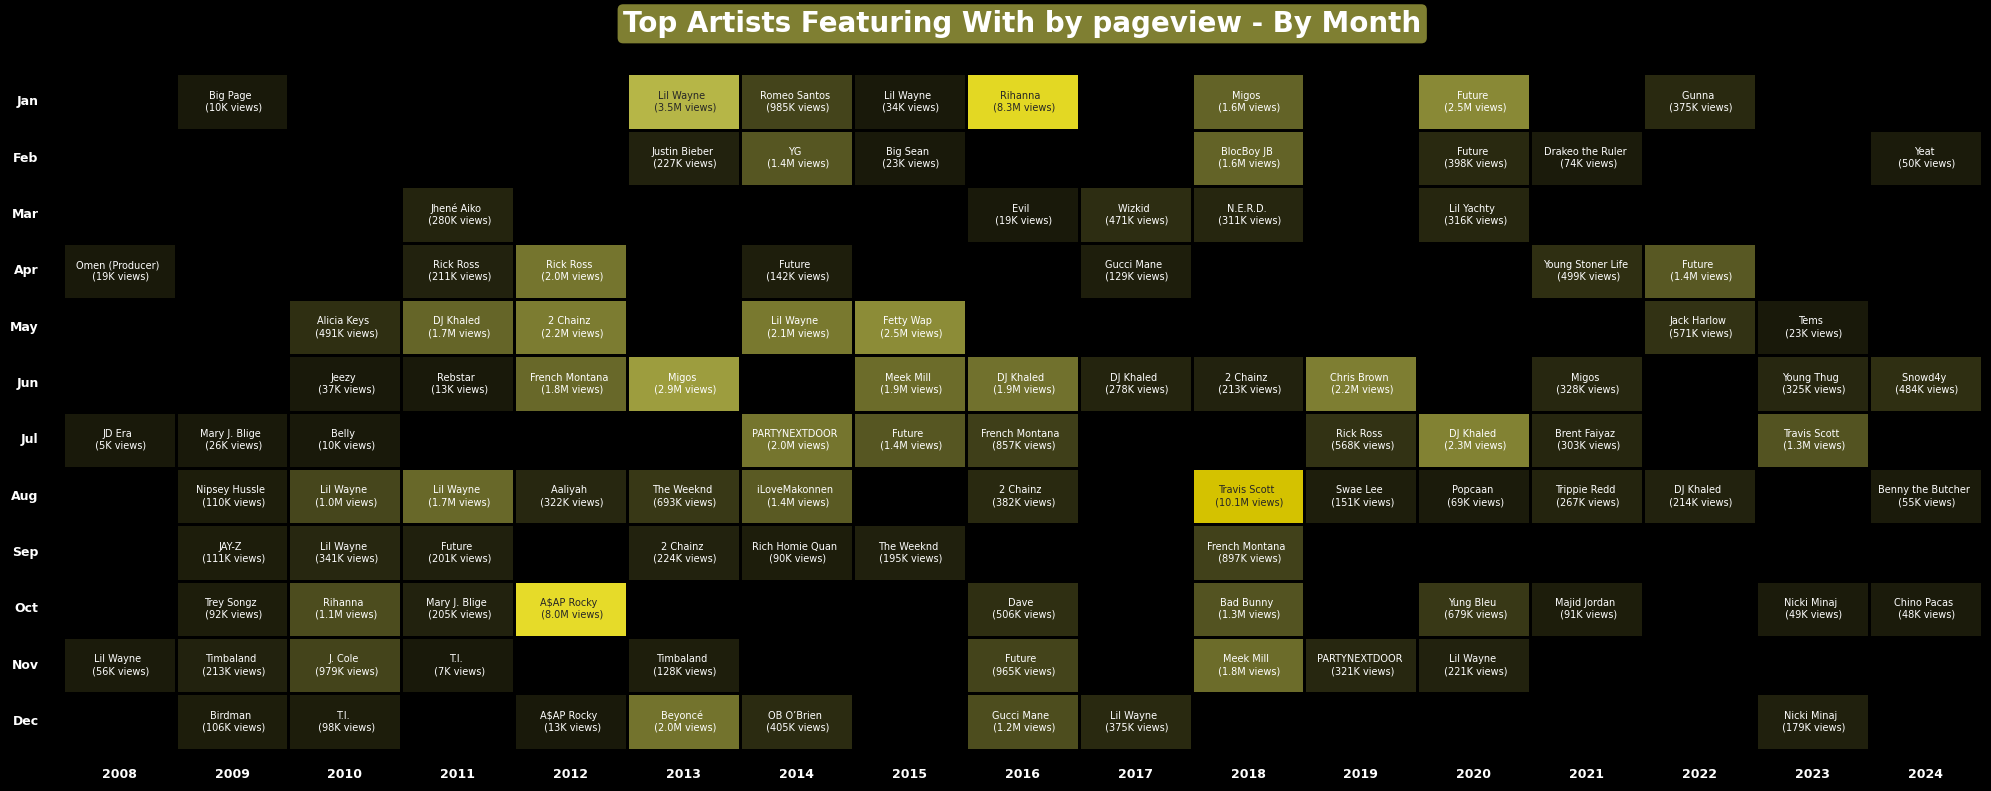 Top Artists Featuring With by pageview - By Month
Jan
Big Page
(10K views)
Lil Wayne
(3.5M views)
Romeo Santos
(985K views)
Lil Wayne
(34K views)
Rihanna
(8.3M views)
Migos
(1.6M views)
Future
(2.5M views)
Gunna
(375K views)
Feb
Justin Bieber
(227K views)
YG
(1.4M views)
Big Sean
(23K views)
BlocBoy JB
(1.6M views)
Future
(398K views)
Drakeo the Ruler
(74K views)
Yeat
(50K views)
Mar
Jhené Aiko
(280K views)
Evil
(19K views)
Wizkid
(471K views)
N.E.R.D.
(311K views)
Lil Yachty
(316K views)
Apr
Omen (Producer)
(19K views)
Rick Ross
(211K views)
Rick Ross
(2.0M views)
Future
(142K views)
Gucci Mane
(129K views)
Young Stoner Life
(499K views)
Future
(1.4M views)
May
Alicia Keys
(491K views)
DJ Khaled
(1.7M views)
2 Chainz
(2.2M views)
Lil Wayne
(2.1M views)
Fetty Wap
(2.5M views)
Jack Harlow
(571K views)
Tems
(23K views)
Jun
Jeezy
(37K views)
Rebstar
(13K views)
French Montana
(1.8M views)
Migos
(2.9M views)
Meek Mill
(1.9M views)
DJ Khaled
(1.9M views)
DJ Khaled
(278K views)
2 Chainz
(213K views)
Chris Brown
(2.2M views)
Migos
(328K views)
Young Thug
(325K views)
Snowd4y
(484K views)
Jul
JD Era
(5K views)
Mary J. Blige
(26K views)
Belly
(10K views)
PARTYNEXTDOOR
(2.0M views)
Future
(1.4M views)
French Montana
(857K views)
Rick Ross
(568K views)
DJ Khaled
(2.3M views)
Brent Faiyaz
(303K views)
Travis Scott
(1.3M views)
Aug
Nipsey Hussle
(110K views)
Lil Wayne
(1.0M views)
Lil Wayne
(1.7M views)
Aaliyah
(322K views)
The Weeknd
(693K views)
iLoveMakonnen
(1.4M views)
2 Chainz
(382K views)
Travis Scott
(10.1M views)
Swae Lee
(151K views)
Popcaan
(69K views)
Trippie Redd
(267K views)
DJ Khaled
(214K views)
Benny the Butcher
(55K views)
Sep
JAY-Z
(111K views)
Lil Wayne
(341K views)
Future
(201K views)
2 Chainz
(224K views)
Rich Homie Quan
(90K views)
The Weeknd
(195K views)
French Montana
(897K views)
Oct
Trey Songz
(92K views)
Rihanna
(1.1M views)
Mary J. Blige
(205K views)
A$AP Rocky
(8.0M views)
Dave
(506K views)
Bad Bunny
(1.3M views)
Yung Bleu
(679K views)
Majid Jordan
(91K views)
Nicki Minaj
(49K views)
Chino Pacas
(48K views)
Nov
Lil Wayne
(56K views)
Timbaland
(213K views)
J. Cole
(979K views)
T.I.
(7K views)
Timbaland
(128K views)
Future
(965K views)
Meek Mill
(1.8M views)
PARTYNEXTDOOR
(321K views)
Lil Wayne
(221K views)
Dec
Birdman
(106K views)
T.I.
(98K views)
A$AP Rocky
(13K views)
Beyoncé
(2.0M views)
OB O’Brien
(405K views)
Gucci Mane
(1.2M views)
Lil Wayne
(375K views)
Nicki Minaj
(179K views)
2008 2009 2010 2011 2012 2013 2014 2015 2016 2017 2018 2019 2020 2021 2022 2023 2024